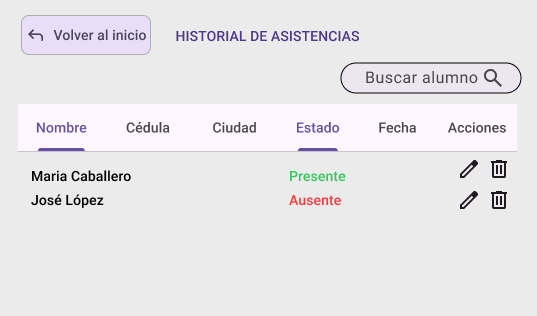 Volver al inicio
HISTORIAL DE ASISTENCIAS
Buscar alumno
Nombre Cédula Ciudad Estado Fecha Acciones
Maria Caballero Presente
José López Ausente